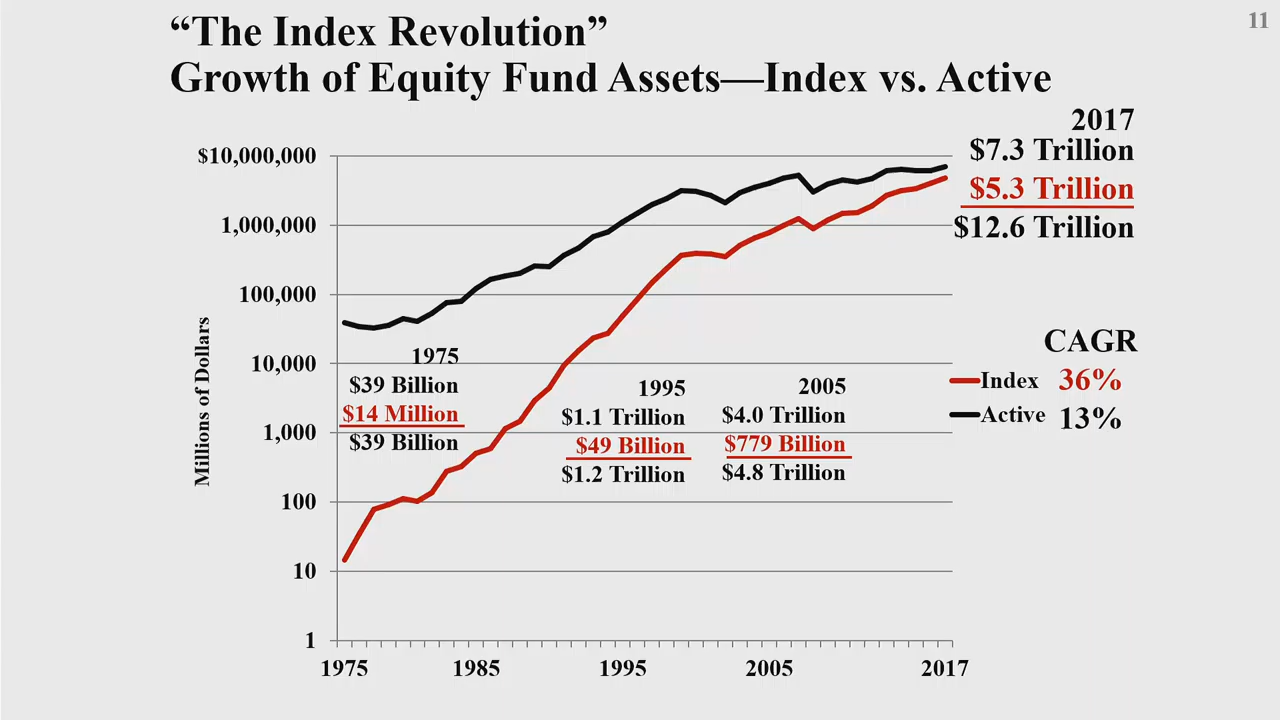 11
“The Index Revolution”
Growth of Equity Fund Assets—Index vs. Active
2017
$7.3 Trillion
$5.3 Trillion
$12.6 Trillion
$10,000,000
1,000,000
100,000
10,000
1,000
100
10
1
Millions of Dollars
1975
$39 Billion
$14 Million
$39 Billion
1995
$1.1 Trillion
$49 Billion
$1.2 Trillion
2005
$4.0 Trillion
$779 Billion
$4.8 Trillion
CAGR
Index 36%
Active 13%
1975 1985 1995 2005 2017